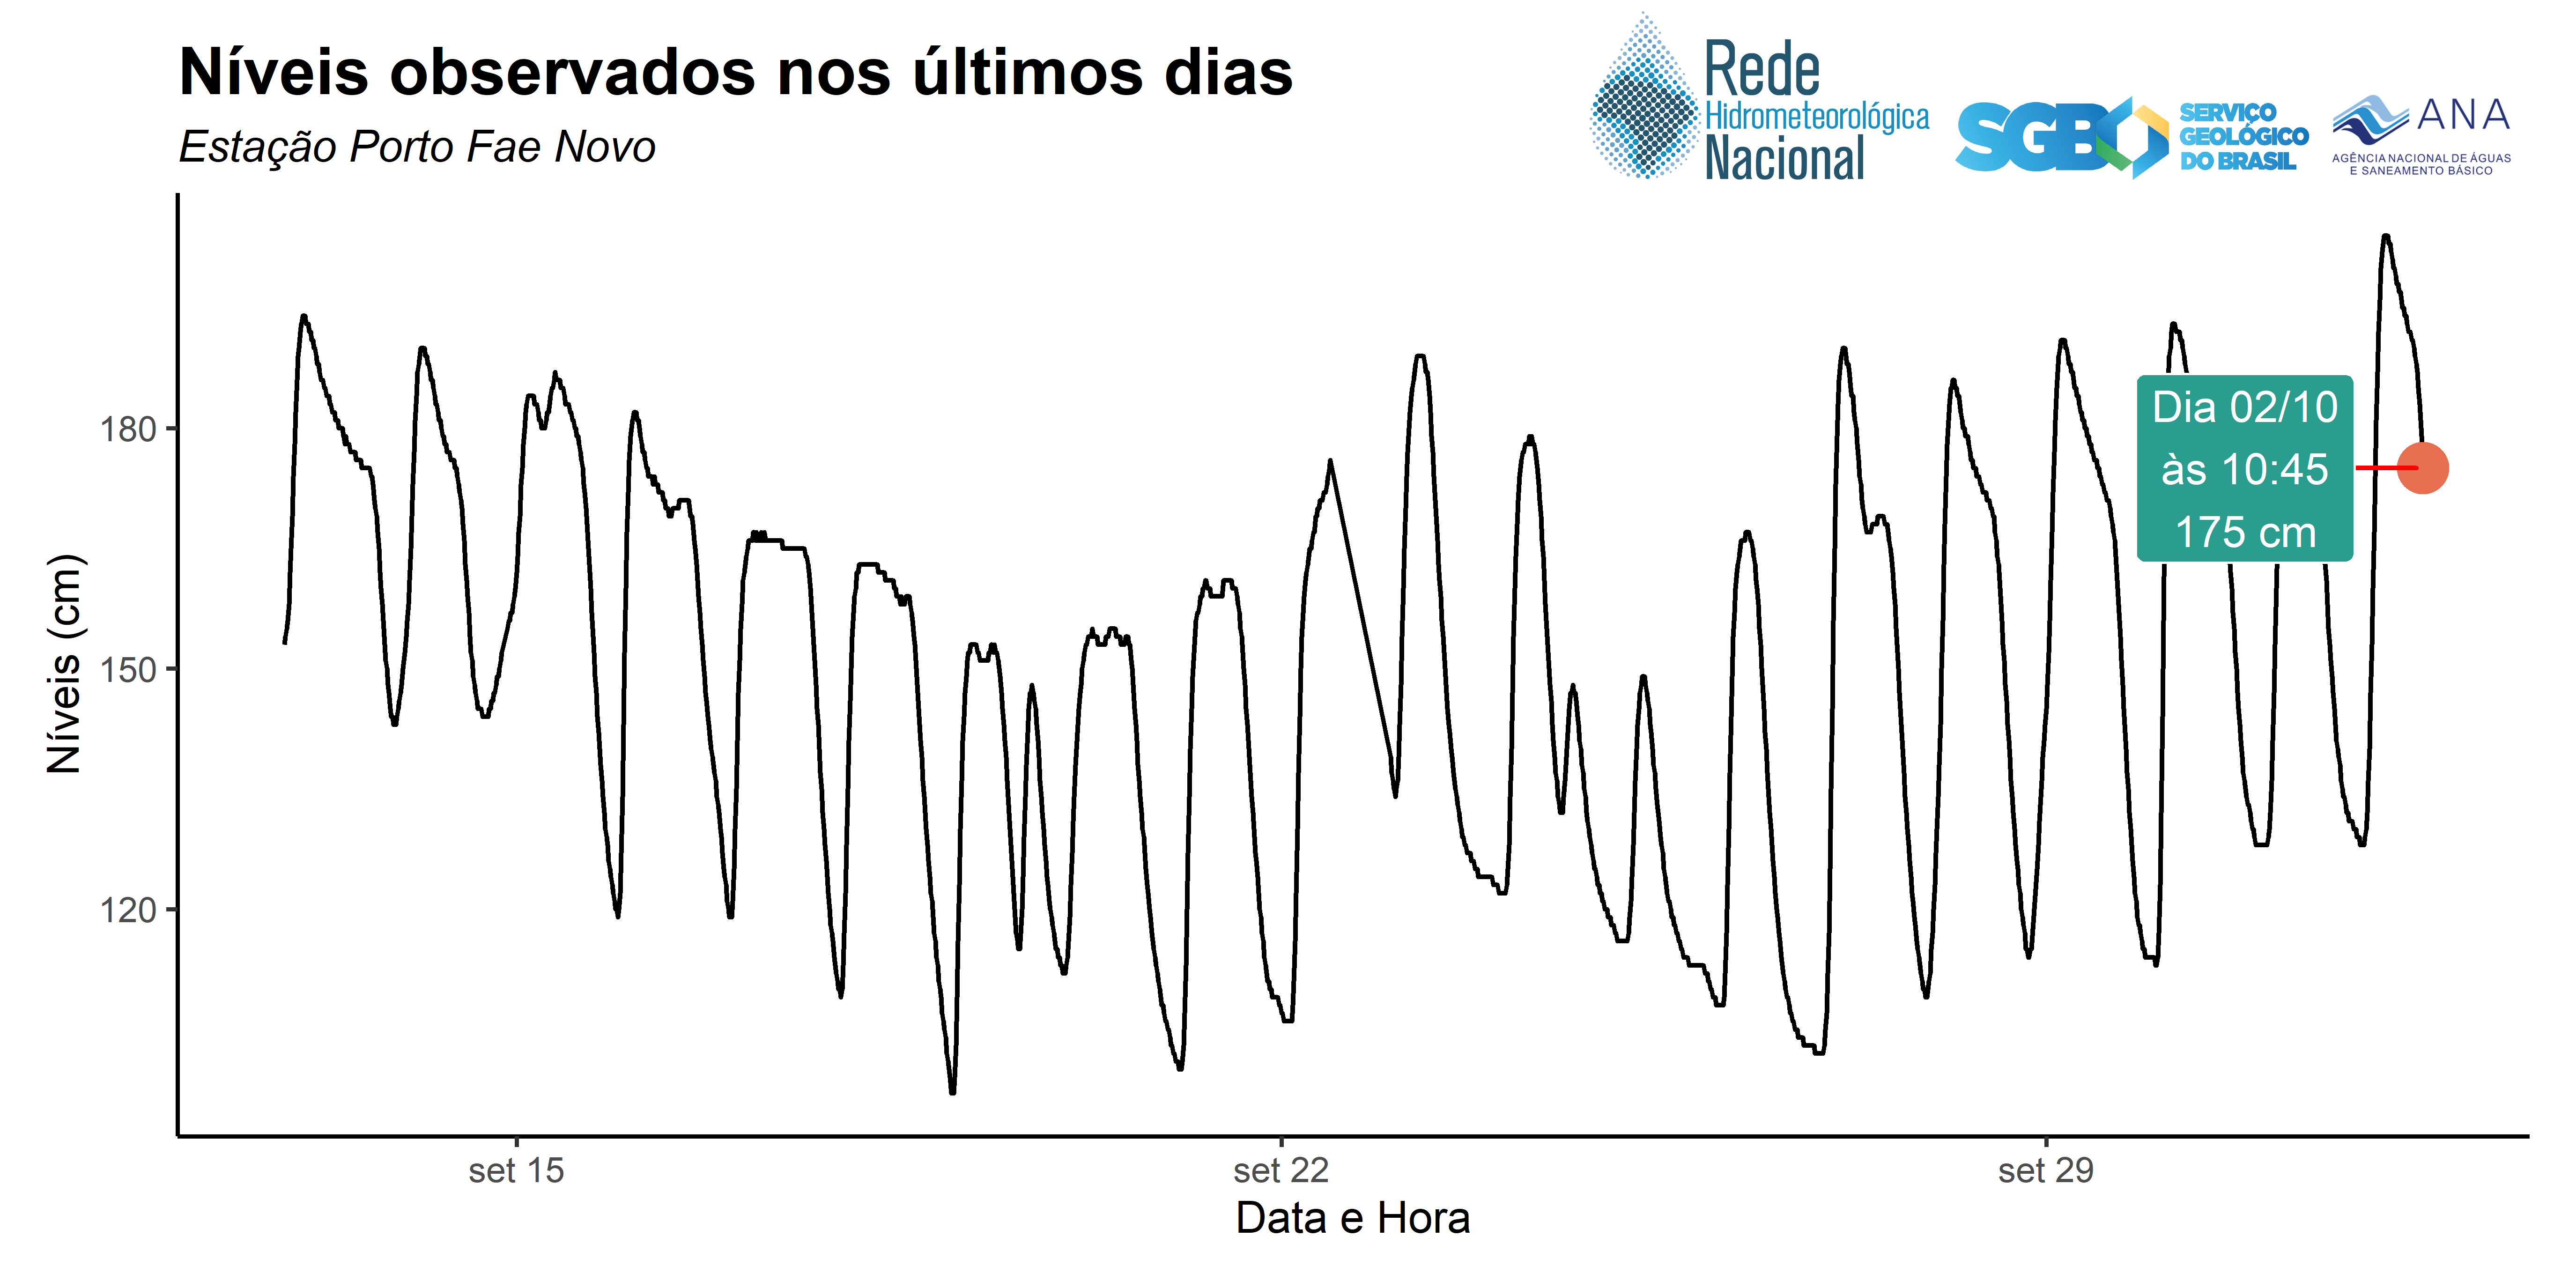 Níveis observados nos últimos dias
Estação Porto Fae Novo
Rede
Hidrometeorológica
Nacional
SGB
SERVIÇO
GEOLÓGICO
DO BRASIL
ANA
AGÊNCIA NACIONAL DE ÁGUAS
E SANEAMENTO BÁSICO
Níveis (cm)
180
150
120
Dia 02/10
às 10:45
175 cm
set 15
set 22
set 29
Data e Hora